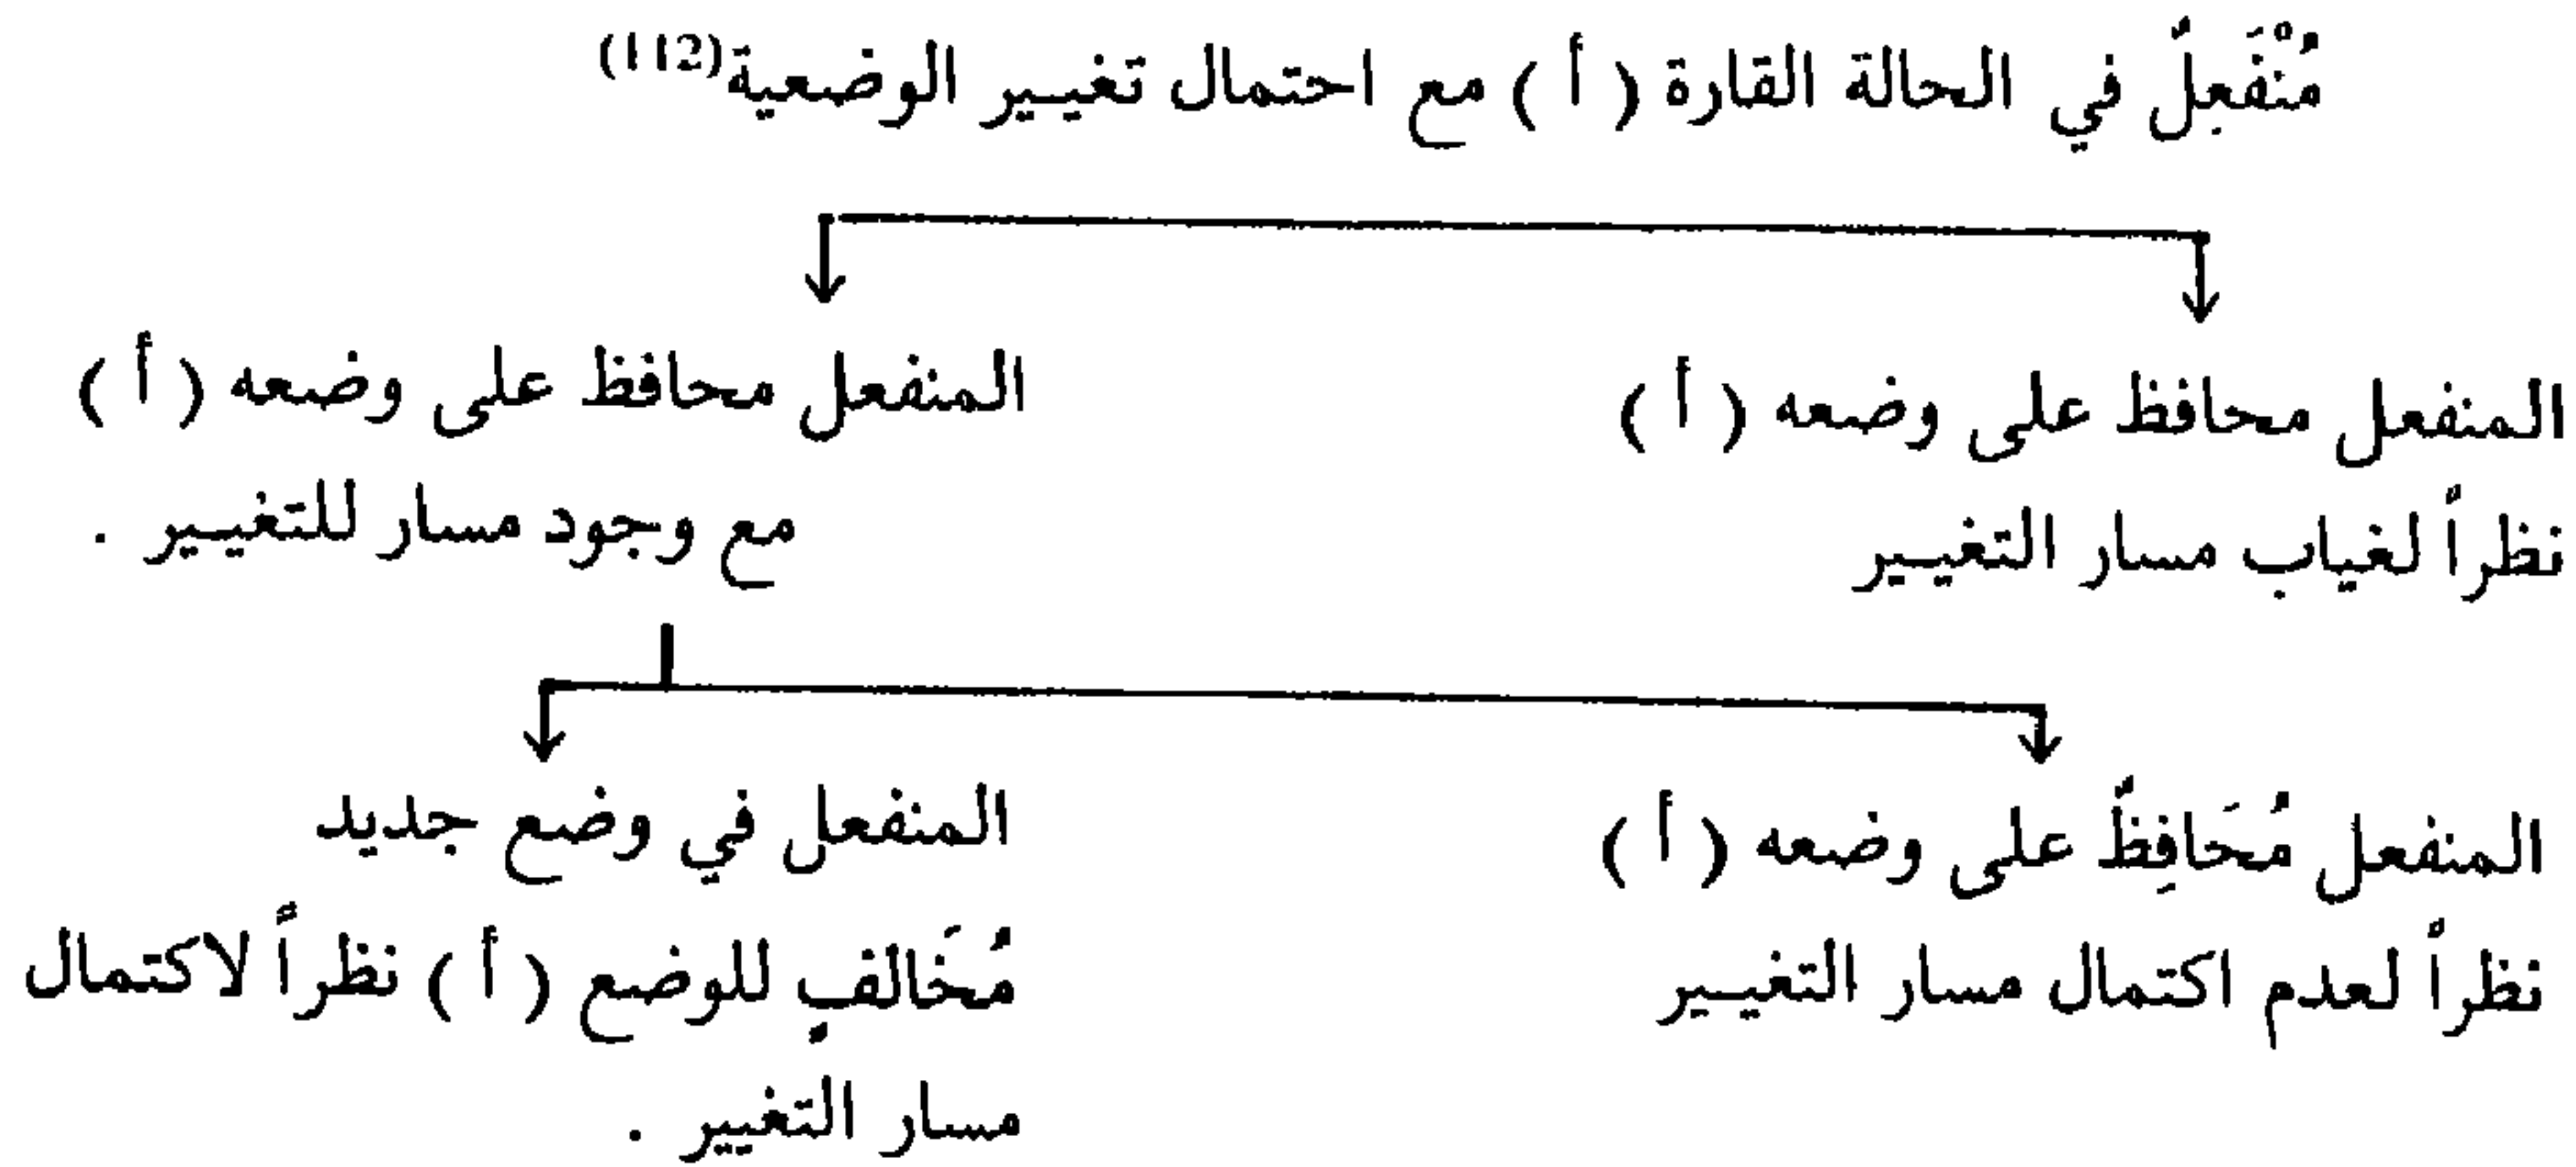 مُنْفَعِلٌ في الحالة القارة ( أ ) مع احتمال تغيير الوضعية(112)
المنفعل محافظ على وضعه ( أ )
نظراً لغياب مسار التغيير
المنفعل محافظ على وضعه ( أ )
مع وجود مسار للتغيير .
المنفعل مُحَافِظٌ على وضعه ( أ )
نظراً لعدم اكتمال مسار التغيير
المنفعل في وضع جديد
مُخَالفٍ للوضع ( أ ) نظراً لاكتمال
مسار التغيير .